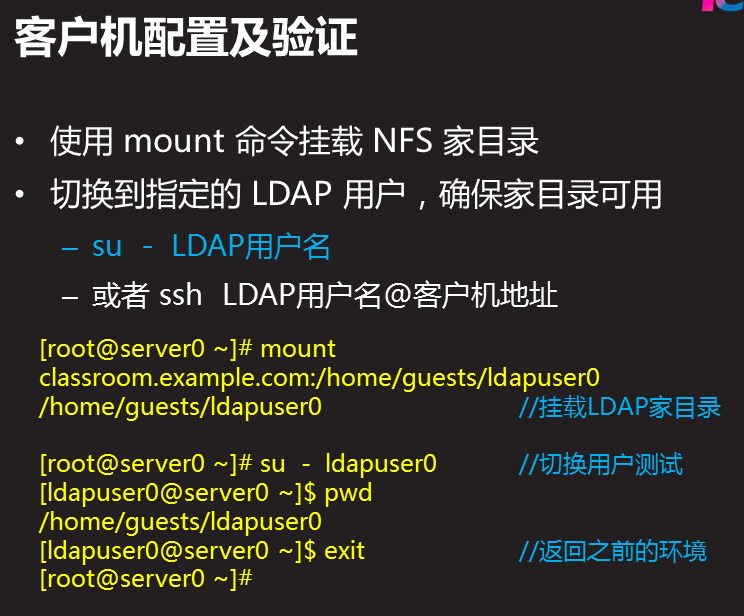 客户机配置及验证
• 使用 mount 命令挂载 NFS 家目录
• 切换到指定的 LDAP 用户，确保家目录可用
– su - LDAP用户名
– 或者 ssh LDAP用户名@客户机地址
[root@server0 ~]# mount
classroom.example.com:/home/guests/ldapuser0
/home/guests/ldapuser0 //挂载LDAP家目录
[root@server0 ~]# su - ldapuser0 //切换用户测试
[ldapuser0@server0 ~]$ pwd
/home/guests/ldapuser0
[ldapuser0@server0 ~]$ exit //返回之前的环境
[root@server0 ~]#